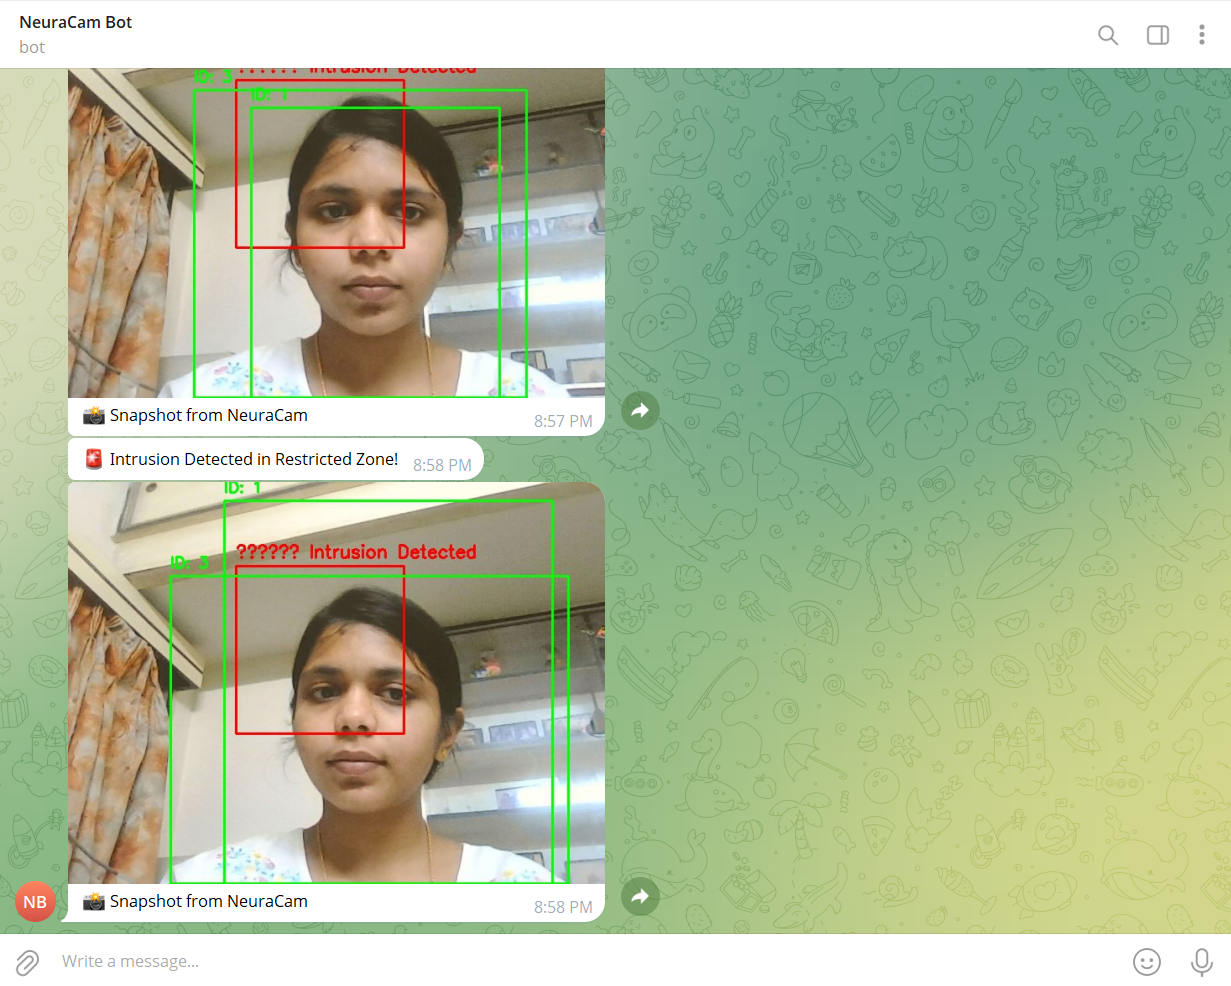 NeuraCam Bot
bot
?????? Intrusion Detected
ID: 3
ID: 1
📸 Snapshot from NeuraCam
8:57 PM
🚨 Intrusion Detected in Restricted Zone!
8:58 PM
ID: 1
?????? Intrusion Detected
ID: 3
📸 Snapshot from NeuraCam
8:58 PM
NB
Write a message...